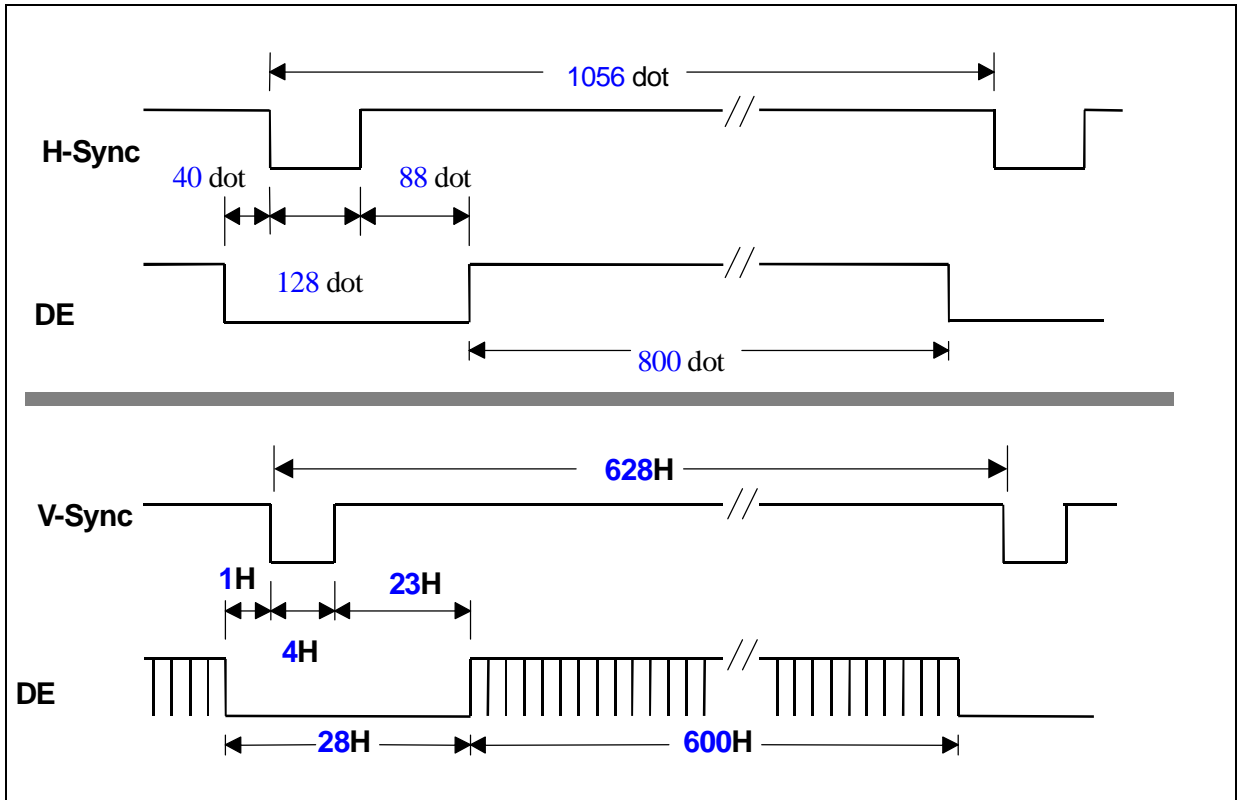 1056 dot
H-Sync
40 dot
88 dot
128 dot
DE
800 dot
628H
V-Sync
1H
23H
4H
DE
28H
600H